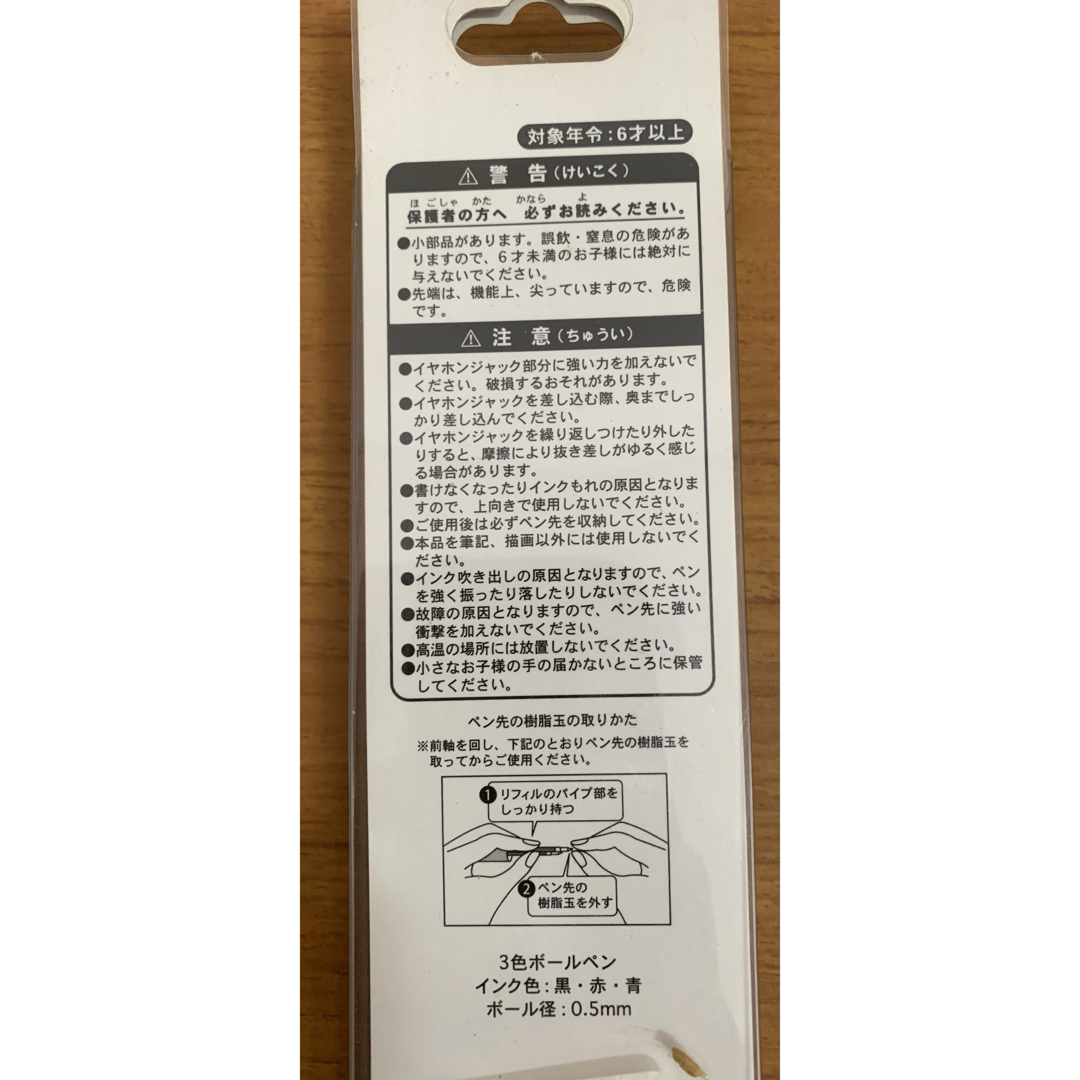 対象年令:6才以上
⚠ 警 告(けいこく)
ほごしゃ かた かなら よ
保護者の方へ 必ずお読みください。
●小部品があります。誤飲・窒息の危険があ
りますので、6才未満のお子様には絶対に
与えないでください。
●先端は、機能上、尖っていますので、危険
です。
⚠ 注 意(ちゅうい)
●イヤホンジャック部分に強い力を加えないで
ください。破損するおそれがあります。
●イヤホンジャックを差し込む際、奥までしっ
かり差し込んでください。
●イヤホンジャックを繰り返しつけたり外した
りすると、摩擦により抜き差しがゆるく感じ
る場合があります。
●書けなくなったりインクもれの原因となりま
すので、上向きで使用しないでください。
●ご使用後は必ずペン先を収納してください。
●本品を筆記、描画以外には使用しないでく
ださい。
●インク吹き出しの原因となりますので、ペン
を強く振ったり落したりしないでください。
●故障の原因となりますので、ペン先に強い
衝撃を加えないでください。
●高温の場所には放置しないでください。
●小さなお子様の手の届かないところに保管
してください。
ペン先の樹脂玉の取りかた
※前軸を回し、下記のとおりペン先の樹脂玉を
取ってからご使用ください。
1 リフィルのパイプ部を
しっかり持つ
2 ペン先の
樹脂玉を外す
3色ボールペン
インク色:黒・赤・青
ボール径:0.5mm